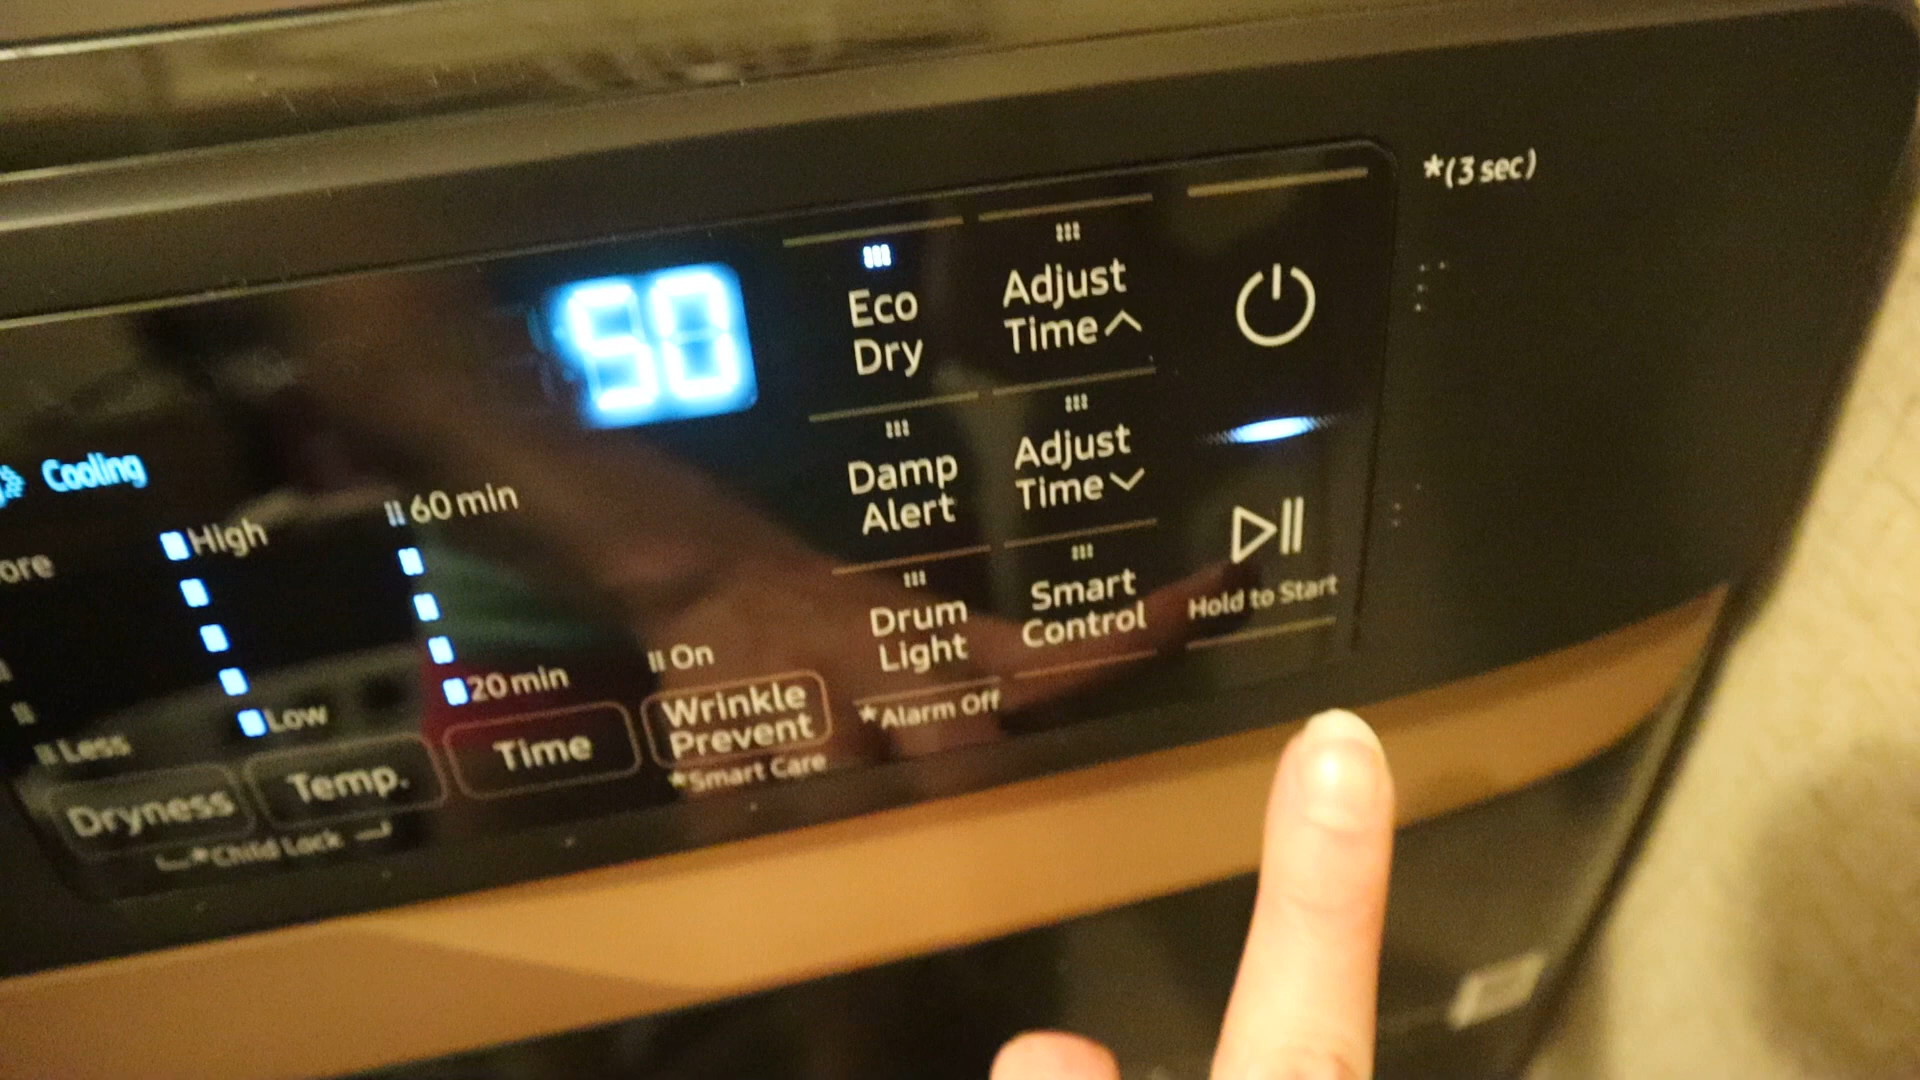 *(3 sec)
50
Eco
Dry
Adjust
Time
Cooling
Damp
Alert
Adjust
Time
High
60 min
Drum
Light
Smart
Control
Hold to Start
Low
20 min
On
Less
Dryness
Temp.
Time
Wrinkle
Prevent
*Alarm Off
*Smart Care
*Child Lock